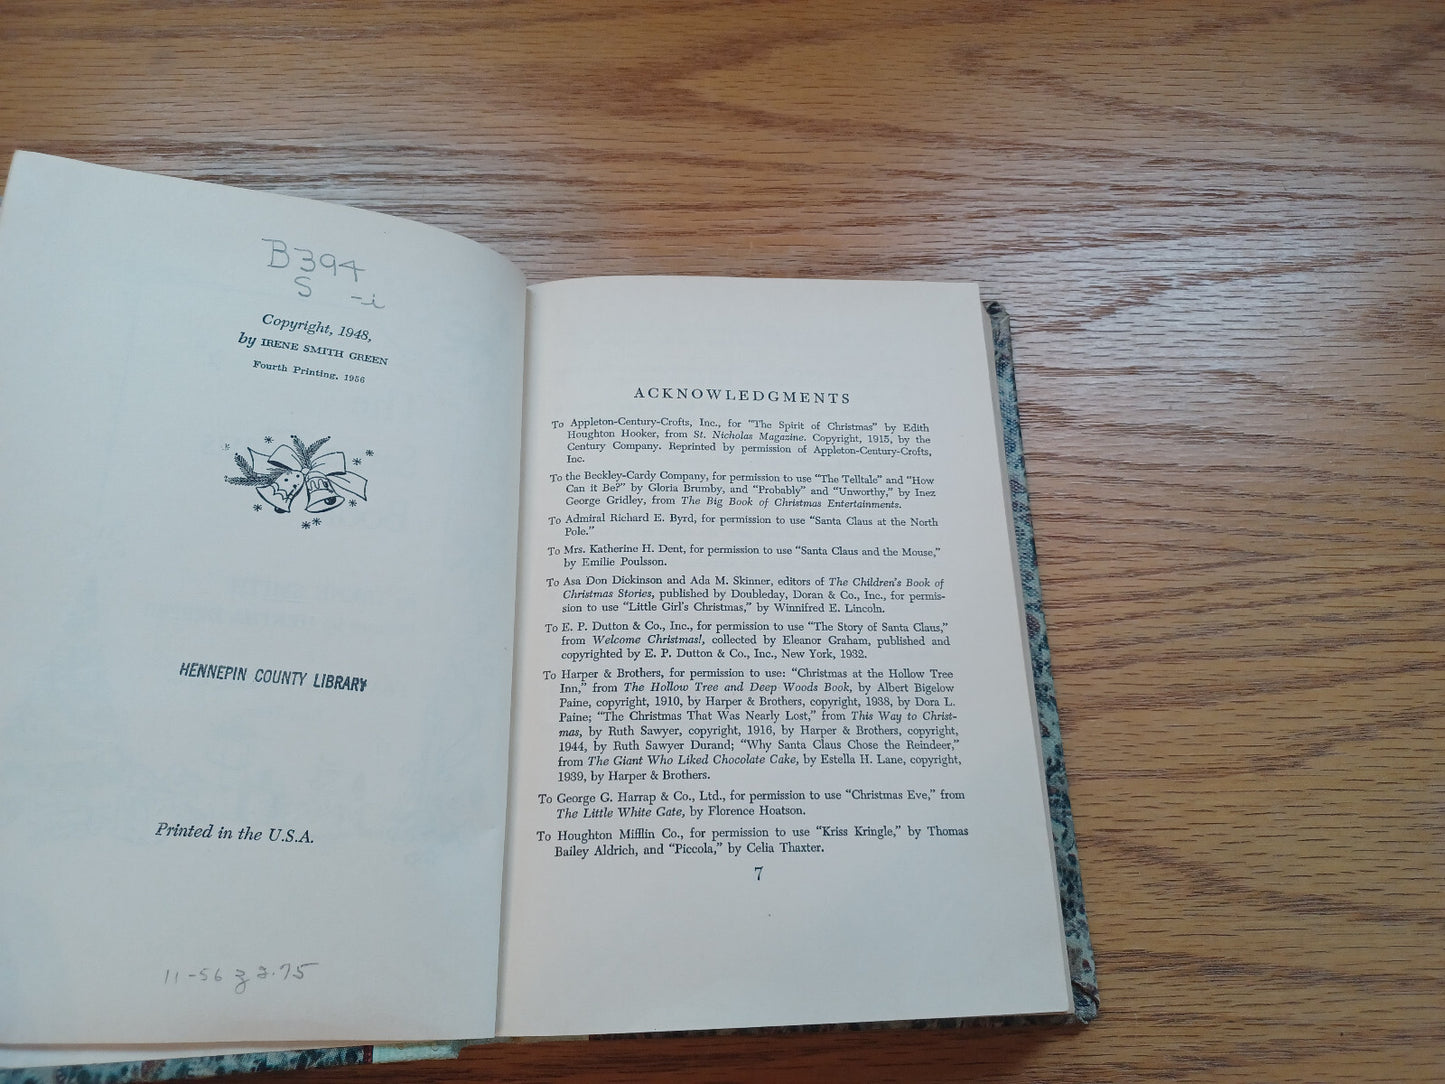 B394
S -i
Copyright, 1948,
by IRENE SMITH GREEN
Fourth Printing, 1956
HENNEPIN COUNTY LIBRARY
Printed in the U.S.A.
11-56 2.75
ACKNOWLEDGMENTS
To Appleton-Century-Crofts, Inc., for "The Spirit of Christmas" by Edith
Houghton Hooker, from St. Nicholas Magazine. Copyright, 1915, by the
Century Company. Reprinted by permission of Appleton-Century-Crofts,
Inc.
To the Beckley-Cardy Company, for permission to use "The Telltale" and "How
Can it Be?" by Gloria Brumby, and "Probably" and "Unworthy," by Inez
George Gridley, from The Big Book of Christmas Entertainments.
To Admiral Richard E. Byrd, for permission to use "Santa Claus at the North
Pole."
To Mrs. Katherine H. Dent, for permission to use "Santa Claus and the Mouse,"
by Emilie Poulsson.
To Asa Don Dickinson and Ada M. Skinner, editors of The Children's Book of
Christmas Stories, published by Doubleday, Doran & Co., Inc., for permis-
sion to use "Little Girl's Christmas," by Winnifred E. Lincoln.
To E. P. Dutton & Co., Inc., for permission to use "The Story of Santa Claus,"
from Welcome Christmas!, collected by Eleanor Graham, published and
copyrighted by E. P. Dutton & Co., Inc., New York, 1932.
To Harper & Brothers, for permission to use: "Christmas at the Hollow Tree
Inn," from The Hollow Tree and Deep Woods Book, by Albert Bigelow
Paine, copyright, 1910, by Harper & Brothers, copyright, 1938, by Dora L.
Paine; "The Christmas That Was Nearly Lost," from This Way to Christ-
mas, by Ruth Sawyer, copyright, 1916, by Harper & Brothers, copyright,
1944, by Ruth Sawyer Durand; "Why Santa Claus Chose the Reindeer,"
from The Giant Who Liked Chocolate Cake, by Estella H. Lane, copyright,
1939, by Harper & Brothers.
To George G. Harrap & Co., Ltd., for permission to use "Christmas Eve," from
The Little White Gate, by Florence Hoatson.
To Houghton Mifflin Co., for permission to use "Kriss Kringle," by Thomas
Bailey Aldrich, and "Piccola," by Celia Thaxter.
7